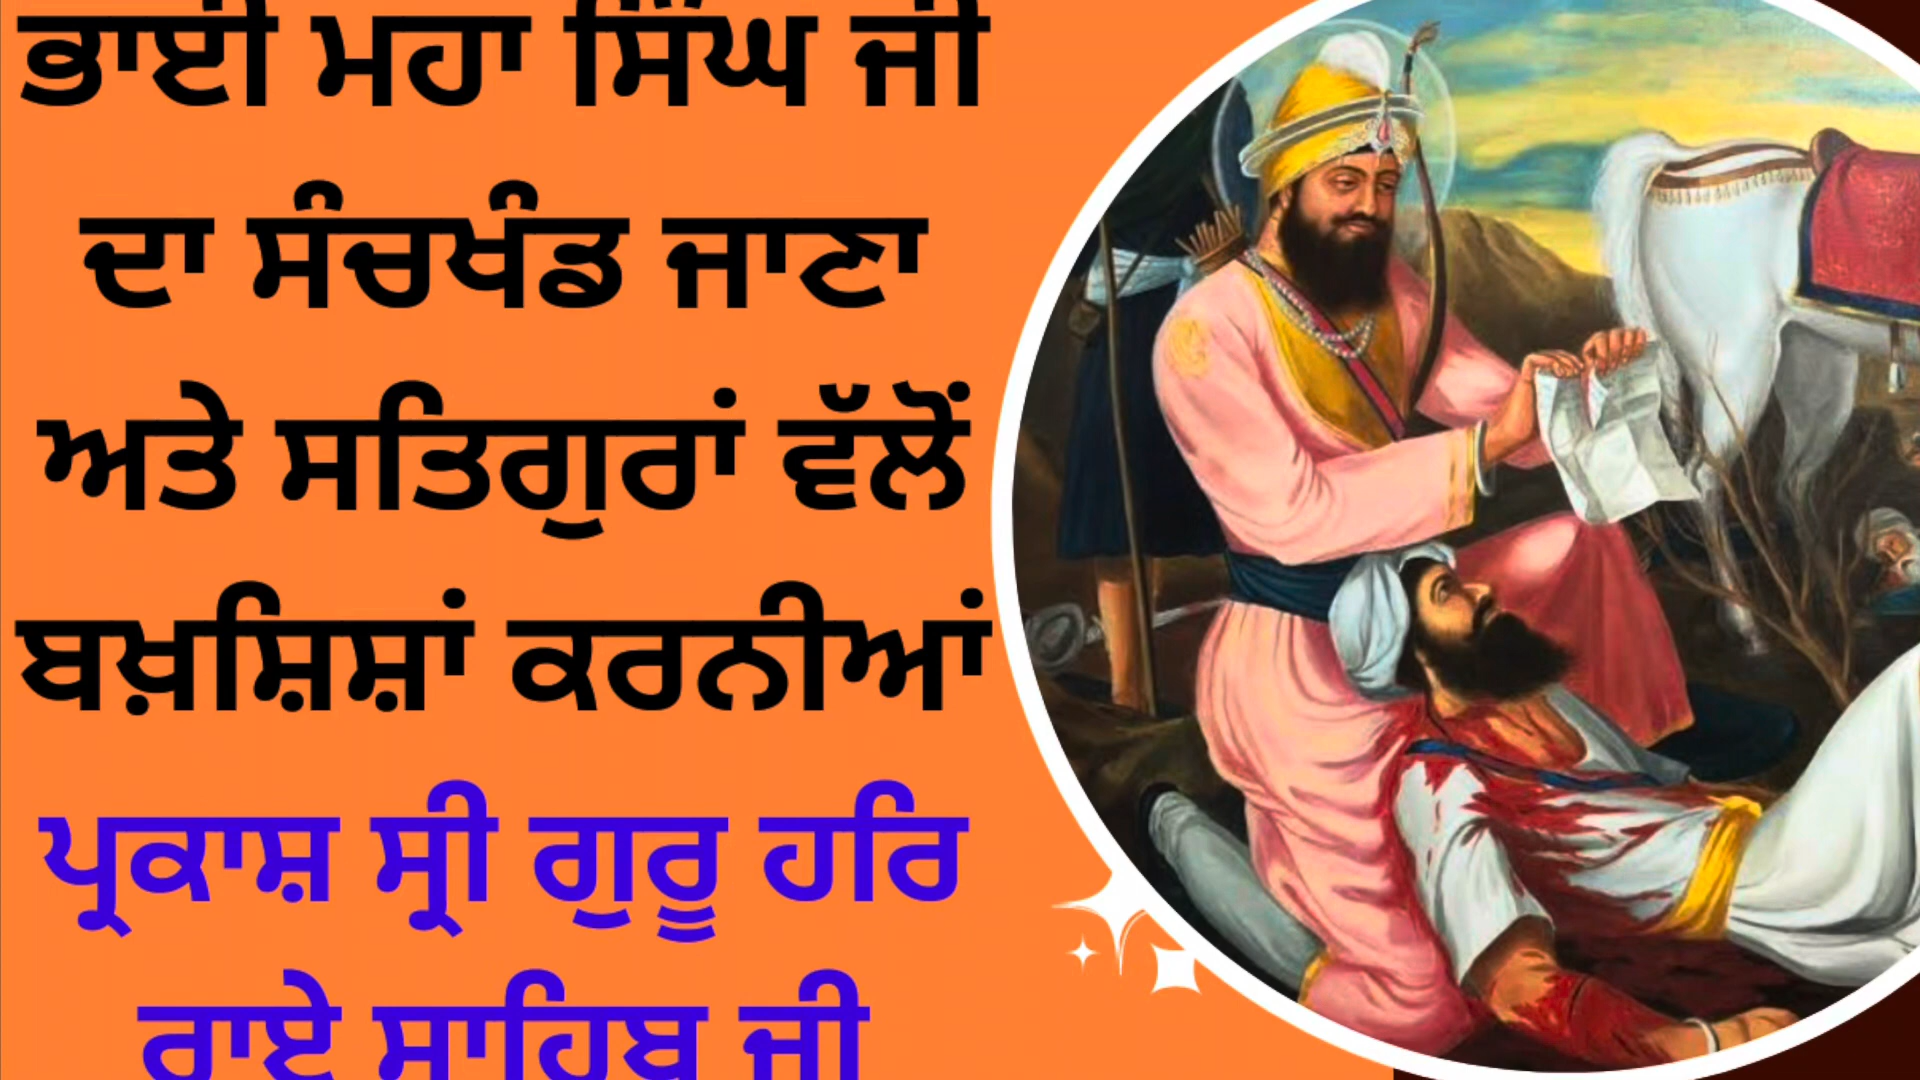 ਭਾਈ ਮਹਾ ਸਿੰਘ ਜੀ
ਦਾ ਸੱਚਖੰਡ ਜਾਣਾ
ਅਤੇ ਸਤਿਗੁਰਾਂ ਵੱਲੋਂ
ਬਖ਼ਸ਼ਿਸ਼ਾਂ ਕਰਨੀਆਂ
ਪ੍ਰਕਾਸ਼ ਸ੍ਰੀ ਗੁਰੂ ਹਰਿ
ਰਾਏ ਸਾਹਿਬ ਜੀ